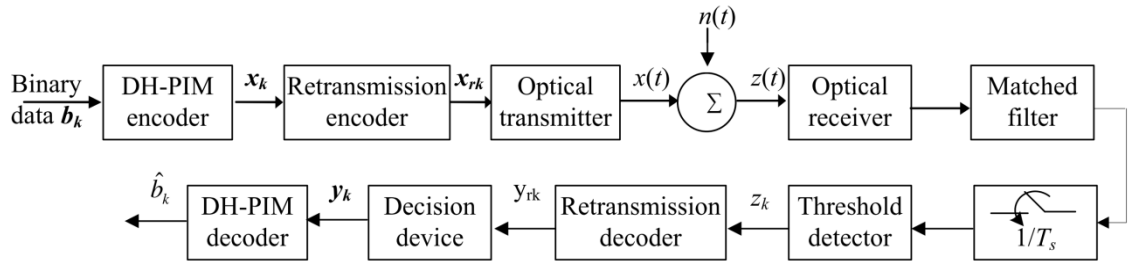 n(t)
Binary
data b_k
DH-PIM
encoder
x_k
Retransmission
encoder
x_rk
Optical
transmitter
x(t)
Σ
z(t)
Optical
receiver
Matched
filter
b̂_k
DH-PIM
decoder
y_k
Decision
device
y_rk
Retransmission
decoder
z_k
Threshold
detector
1/T_s